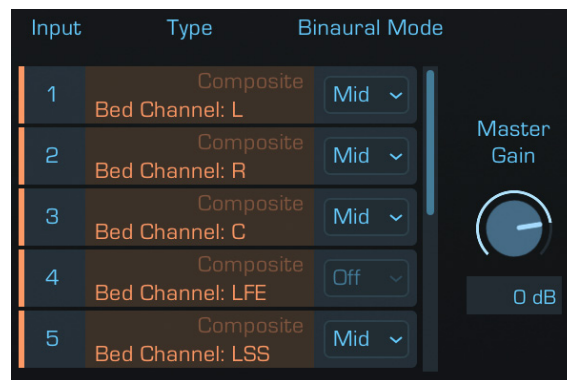 Input Type Binaural Mode
1 Composite Mid
Bed Channel: L
2 Composite Mid
Bed Channel: R
3 Composite Mid
Bed Channel: C
4 Composite Off
Bed Channel: LFE
5 Composite Mid
Bed Channel: LSS
Master
Gain
0 dB